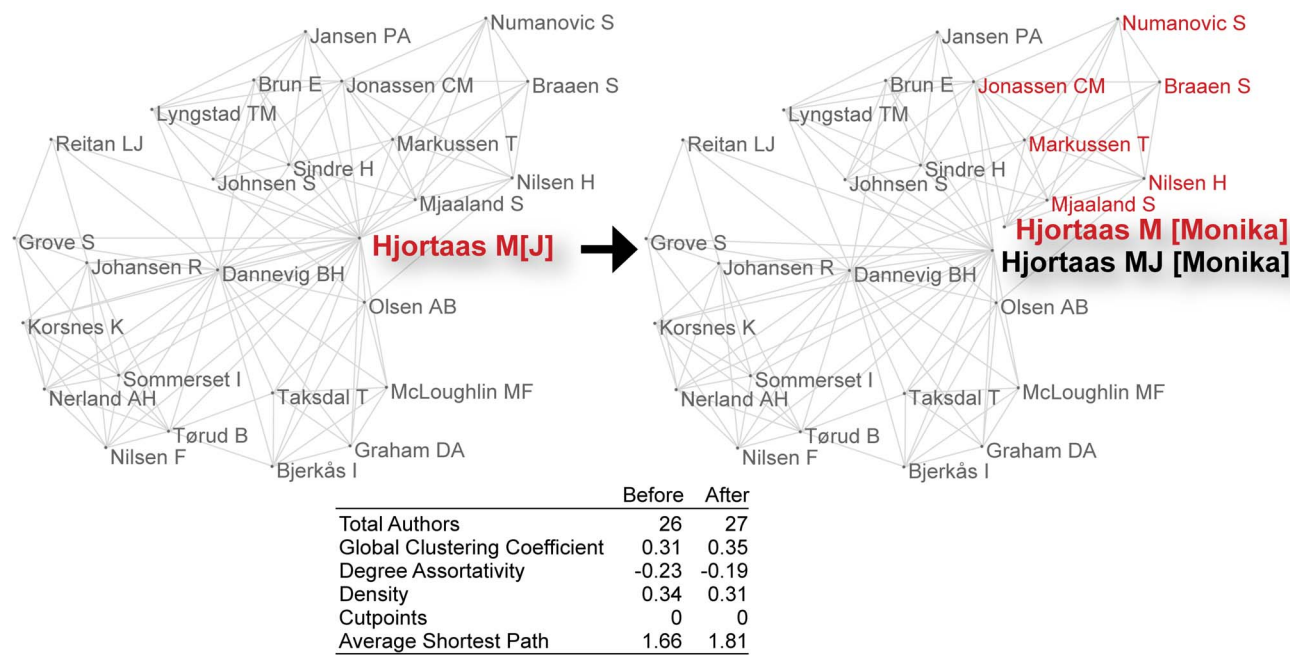 Numanovic S
Jansen PA
Brun E
Jonassen CM
Braaen S
Lyngstad TM
Reitan LJ
Markussen T
Sindre H
Johnsen S
Nilsen H
Mjaaland S
Grove S
Hjortaas M[J]
Johansen R
Dannevig BH
Olsen AB
Korsnes K
Sommerset I
Nerland AH
Taksdal T
McLoughlin MF
Tørud B
Nilsen F
Graham DA
Bjerkås I
Numanovic S
Jansen PA
Brun E
Jonassen CM
Braaen S
Lyngstad TM
Reitan LJ
Markussen T
Sindre H
Johnsen S
Nilsen H
Mjaaland S
Hjortaas M [Monika]
Grove S
Hjortaas MJ [Monika]
Johansen R
Dannevig BH
Olsen AB
Korsnes K
Sommerset I
Nerland AH
Taksdal T
McLoughlin MF
Tørud B
Nilsen F
Graham DA
Bjerkås I
Before After
Total Authors 26 27
Global Clustering Coefficient 0.31 0.35
Degree Assortativity -0.23 -0.19
Density 0.34 0.31
Cutpoints 0 0
Average Shortest Path 1.66 1.81